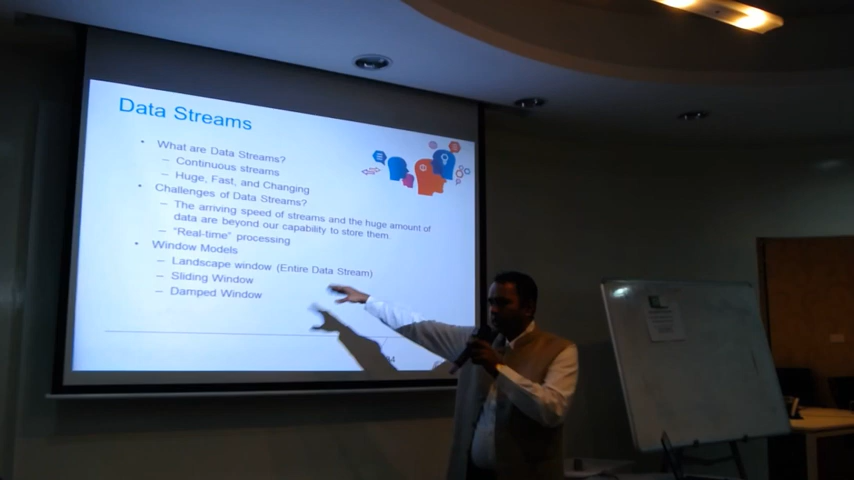 Data Streams
• What are Data Streams?
– Continuous streams
– Huge, Fast, and Changing
• Challenges of Data Streams?
– The arriving speed of streams and the huge amount of
data are beyond our capability to store them.
– "Real-time" processing
• Window Models
– Landscape window (Entire Data Stream)
– Sliding Window
– Damped Window